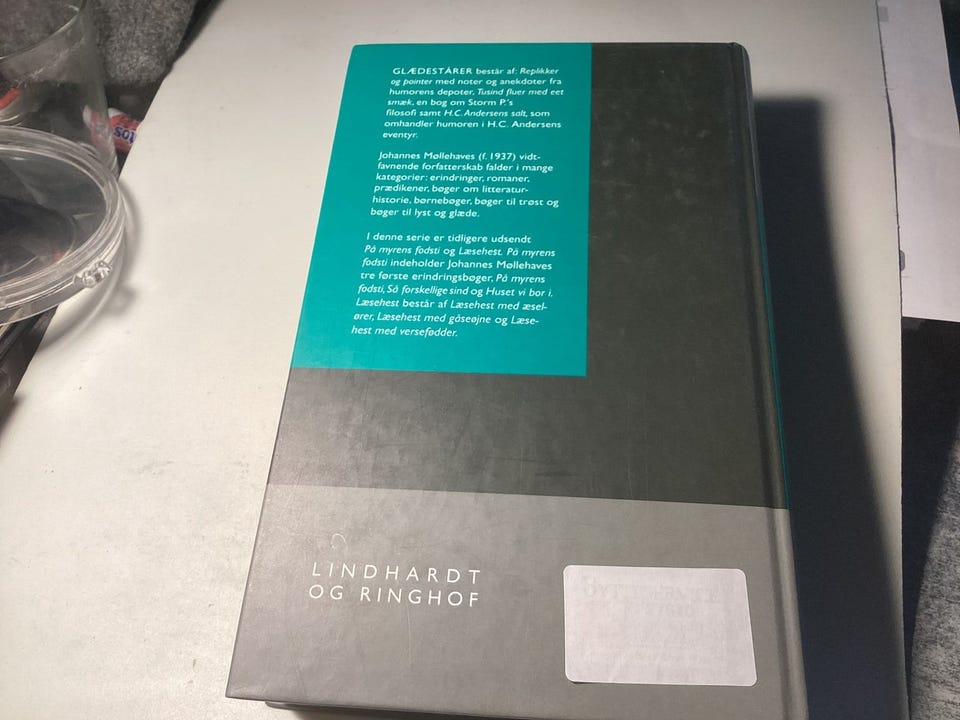 GLÆDESTÅRER består af: Replikker
og pointer med noter og anekdoter fra
humorens depoter, Tusind fluer med eet
smæk, en bog om Storm P.'s
filosofi samt H.C. Andersens salt, som
omhandler humoren i H.C. Andersens
eventyr.
Johannes Møllehaves (f. 1937) vidt-
favnende forfatterskab falder i mange
kategorier: erindringer, romaner,
prædikener, bøger om litteratur-
historie, børnebøger, bøger til trøst og
bøger til lyst og glæde.
I denne serie er tidligere udsendt
På myrens fodsti og Læsehest. På myrens
fodsti indeholder Johannes Møllehaves
tre første erindringsbøger, På myrens
fodsti, Så forskellige sind og Huset vi bor i.
Læsehest består af Læsehest med æsel-
ører, Læsehest med gåseøjne og Læse-
hest med versefødder.
LINDHARDT
OG RINGHOF